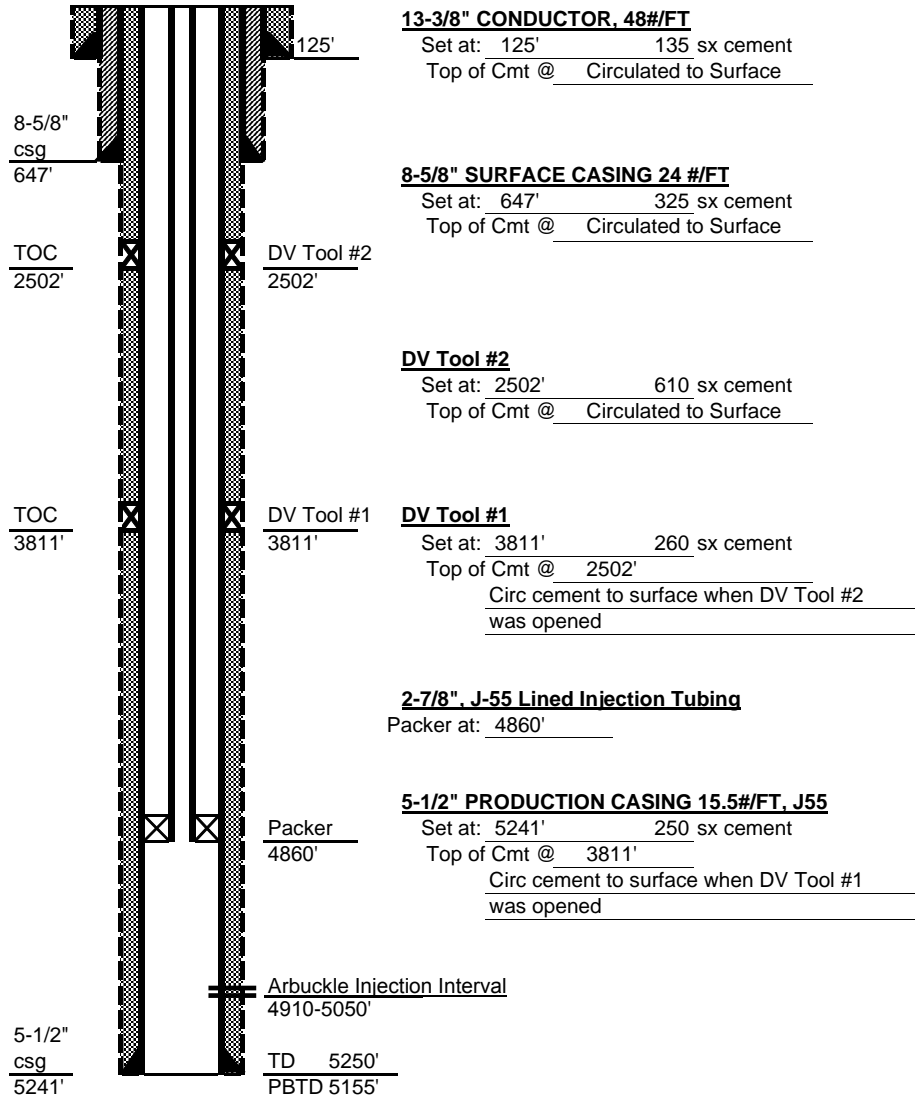 13-3/8" CONDUCTOR, 48#/FT
125'
Set at: 125' 135 sx cement
Top of Cmt @ Circulated to Surface
8-5/8"
csg
647'
8-5/8" SURFACE CASING 24 #/FT
Set at: 647' 325 sx cement
Top of Cmt @ Circulated to Surface
TOC
2502'
DV Tool #2
2502'
DV Tool #2
Set at: 2502' 610 sx cement
Top of Cmt @ Circulated to Surface
TOC
3811'
DV Tool #1
3811'
DV Tool #1
Set at: 3811' 260 sx cement
Top of Cmt @ 2502'
Circ cement to surface when DV Tool #2
was opened
2-7/8", J-55 Lined Injection Tubing
Packer at: 4860'
Packer
4860'
5-1/2" PRODUCTION CASING 15.5#/FT, J55
Set at: 5241' 250 sx cement
Top of Cmt @ 3811'
Circ cement to surface when DV Tool #1
was opened
Arbuckle Injection Interval
4910-5050'
5-1/2"
csg
5241'
TD 5250'
PBTD 5155'